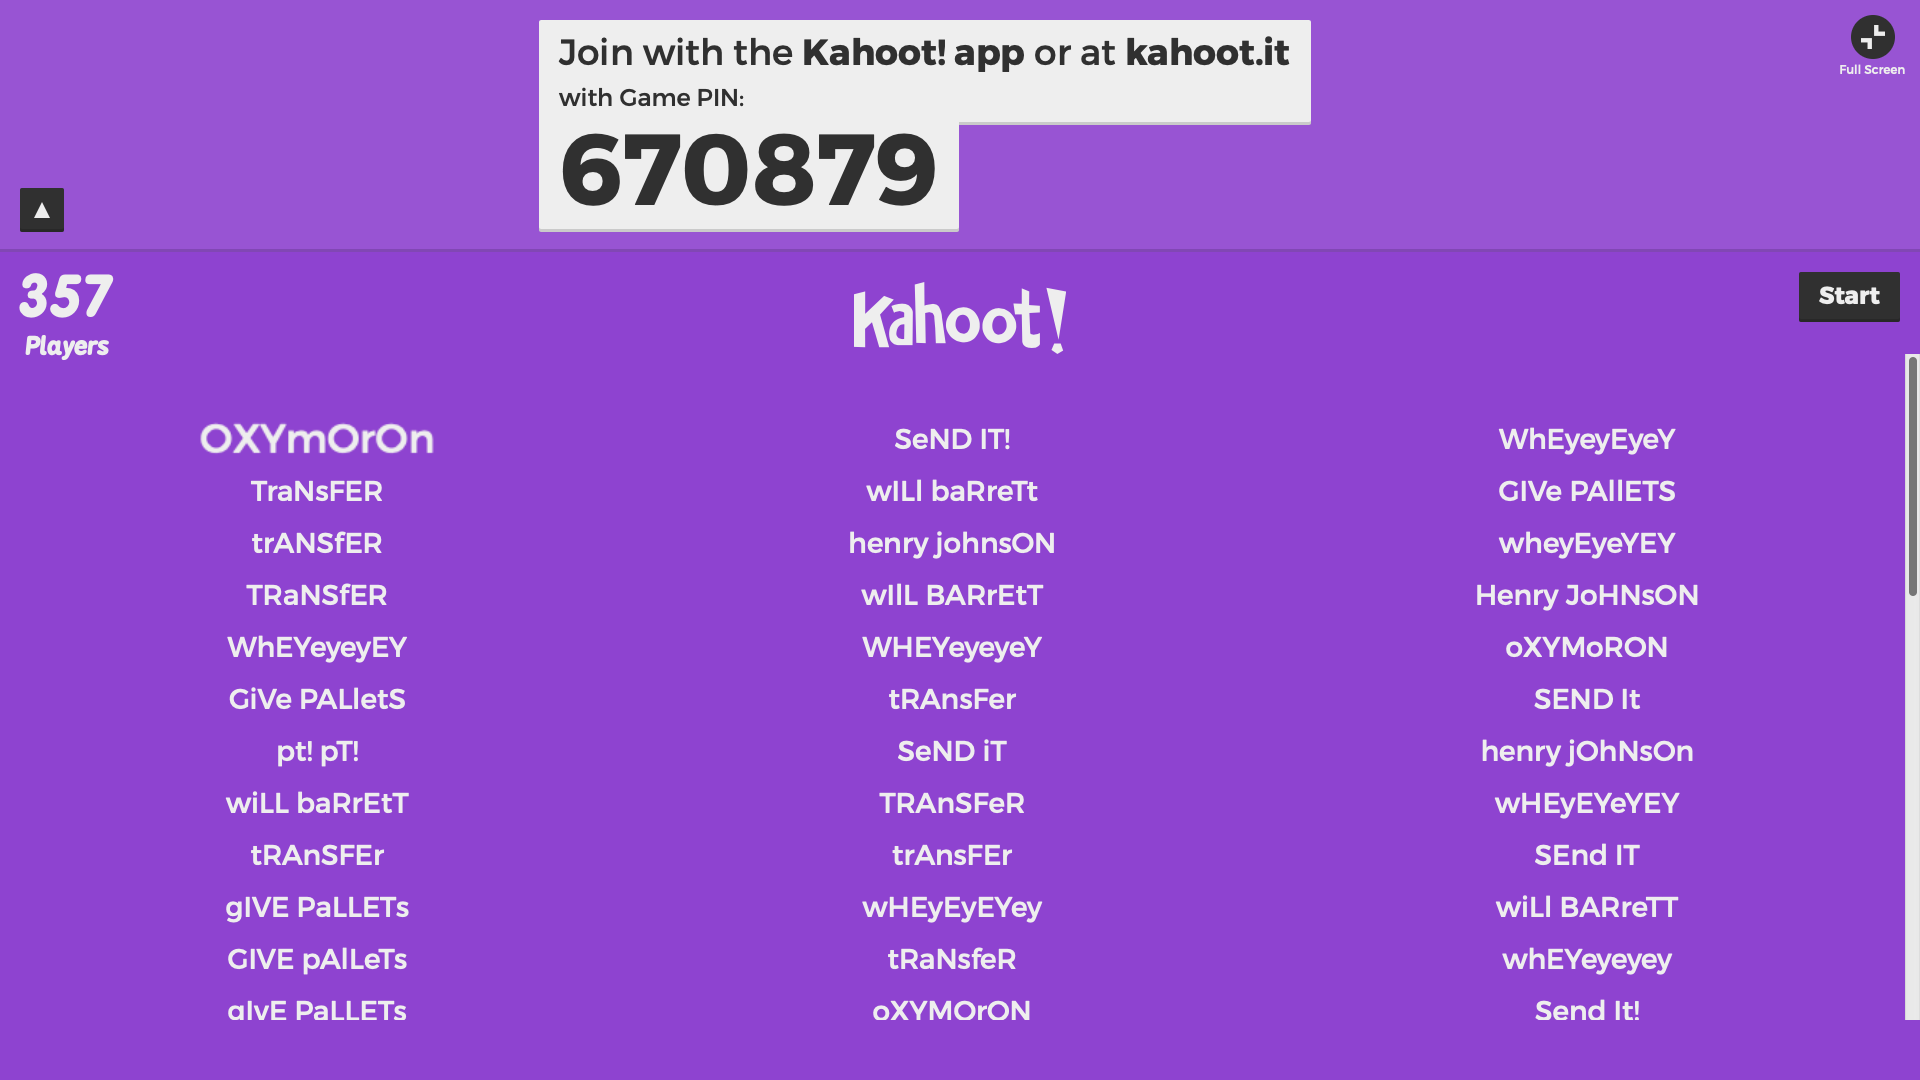 Join with the Kahoot! app or at kahoot.it
with Game PIN:
670879
Full Screen
▲
357
Players
Kahoot!
Start
OXYmOrOn SeND IT! WhEyeyEyeY
TraNsFER wILl baRreTt GIVe PAllETS
trANSfER henry johnsON wheyEyeYEY
TRaNSfER wIlL BARrEtT Henry JoHNsON
WhEYeyeyEY WHEYeyeyeY oXYMoRON
GiVe PALletS tRAnsFer SEND It
pt! pT! SeND iT henry jOhNsOn
wiLL baRrEtT TRAnSFeR wHEyEYeYEY
tRAnSFEr trAnsFEr SEnd IT
gIVE PaLLETs wHEyEyEYey wiLl BARreTT
GIVE pAlLeTs tRaNsfeR whEYeyeyey
gIvE PaLLETs oXYMOrON Send It!